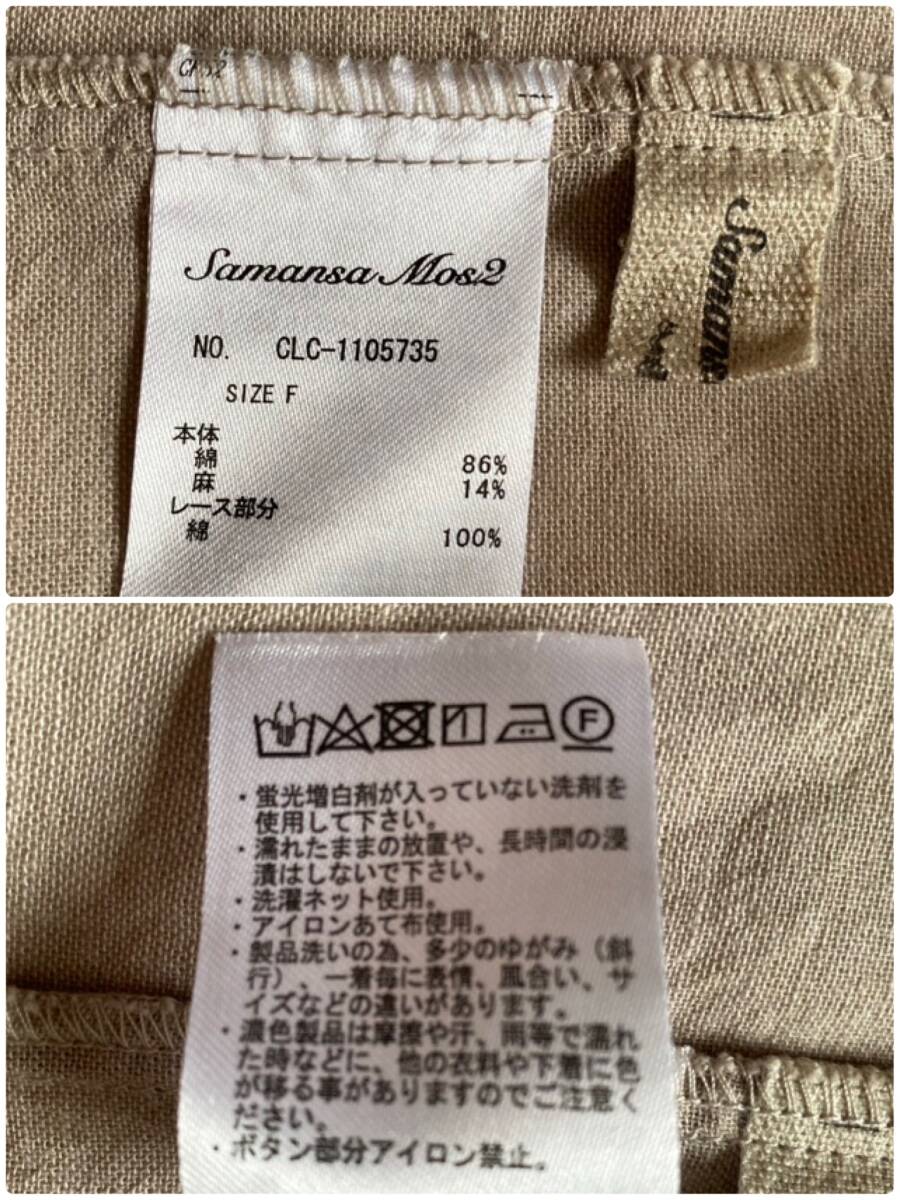 Samansa Mos2
NO. CLC-1105735
SIZE F
本体
綿 86%
麻 14%
レース部分
綿 100%
Saman
F
・蛍光増白剤が入っていない洗剤を
使用して下さい。
・濡れたままの放置や、長時間の浸
漬はしないで下さい。
・洗濯ネット使用。
・アイロンあて布使用。
・製品洗いの為、多少のゆがみ（斜
行）、一着毎に表情、風合い、サ
イズなどの違いがあります。
・濃色製品は摩擦や汗、雨等で濡れ
た時などに、他の衣料や下着に色
が移る事がありますのでご注意く
ださい。
・ボタン部分アイロン禁止。